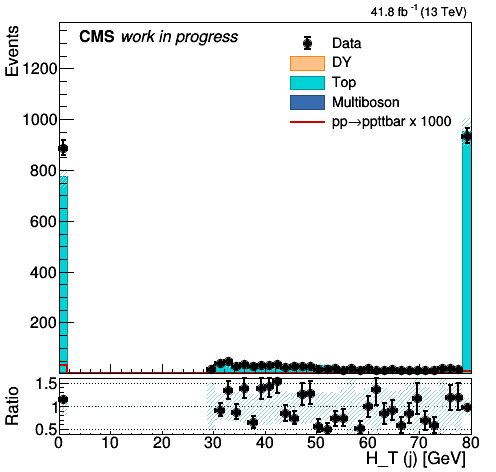 41.8 fb⁻¹ (13 TeV)
CMS work in progress
Events
Data
DY
Top
Multiboson
pp→ppttbar x 1000
1200
1000
800
600
400
200
Ratio
1.5
1
0.5
0 10 20 30 40 50 60 70 80
H_T (j) [GeV]